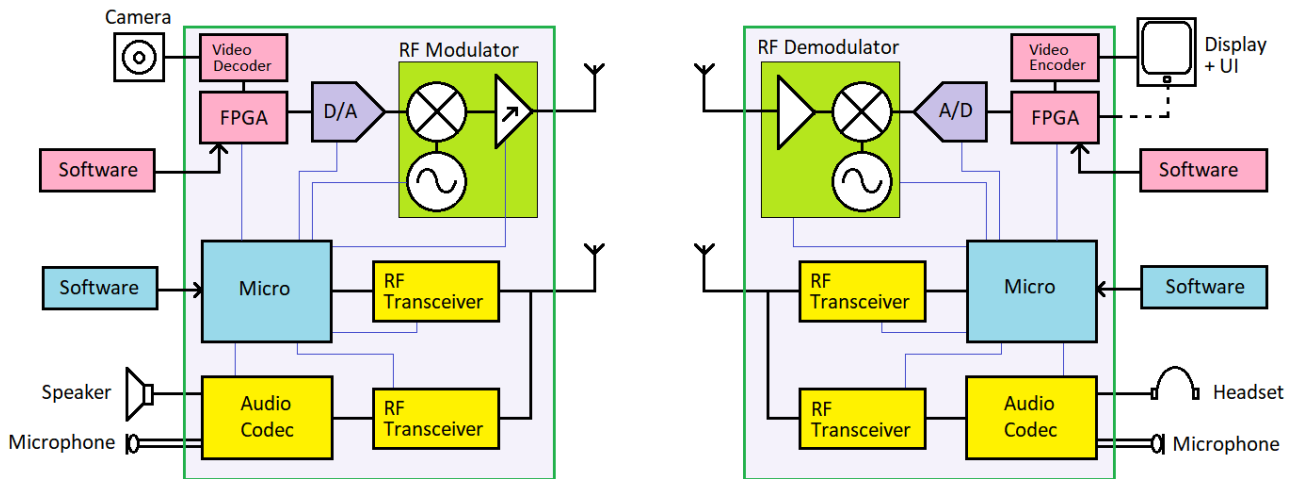 Camera
Video
Decoder
RF Modulator
FPGA
D/A
Software
Software
Micro
RF
Transceiver
Speaker
Audio
Codec
RF
Transceiver
Microphone
RF Demodulator
Video
Encoder
Display
+ UI
A/D
FPGA
Software
RF
Transceiver
Micro
Software
RF
Transceiver
Audio
Codec
Headset
Microphone